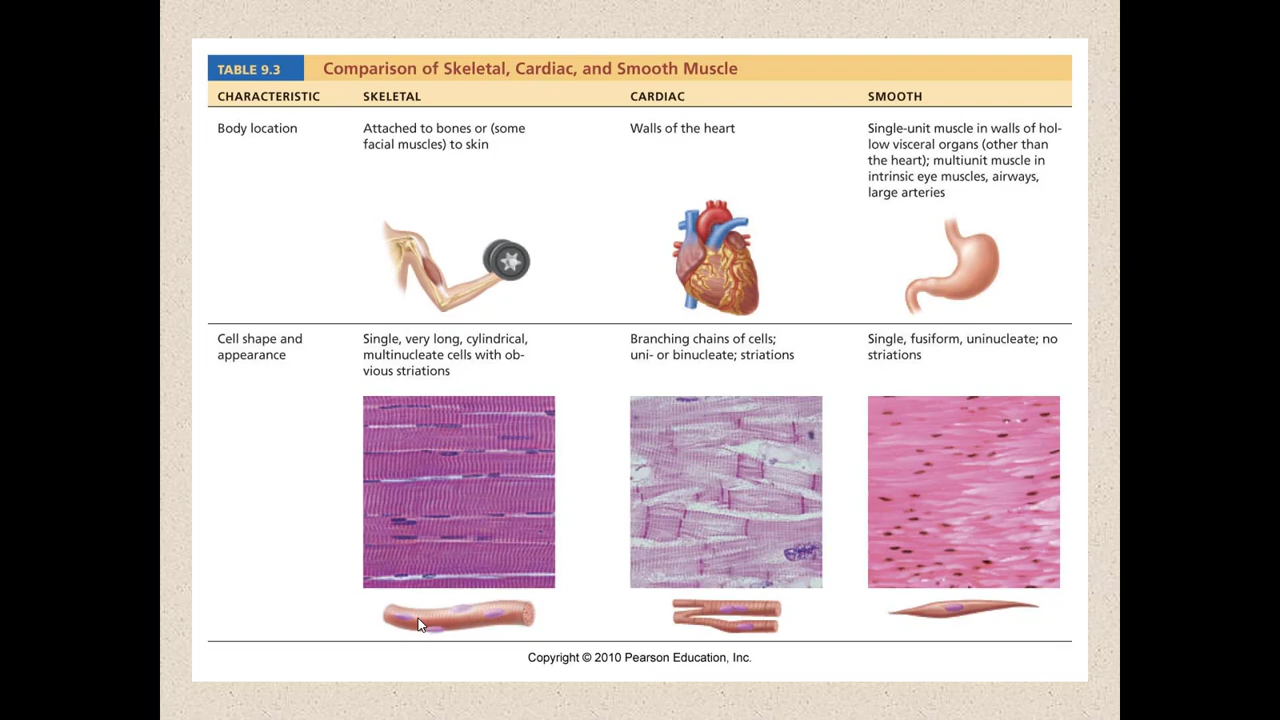 TABLE 9.3 Comparison of Skeletal, Cardiac, and Smooth Muscle
CHARACTERISTIC SKELETAL CARDIAC SMOOTH
Body location
Attached to bones or (some
facial muscles) to skin
Walls of the heart
Single-unit muscle in walls of hol-
low visceral organs (other than
the heart); multiunit muscle in
intrinsic eye muscles, airways,
large arteries
Cell shape and
appearance
Single, very long, cylindrical,
multinucleate cells with ob-
vious striations
Branching chains of cells;
uni- or binucleate; striations
Single, fusiform, uninucleate; no
striations
Copyright © 2010 Pearson Education, Inc.